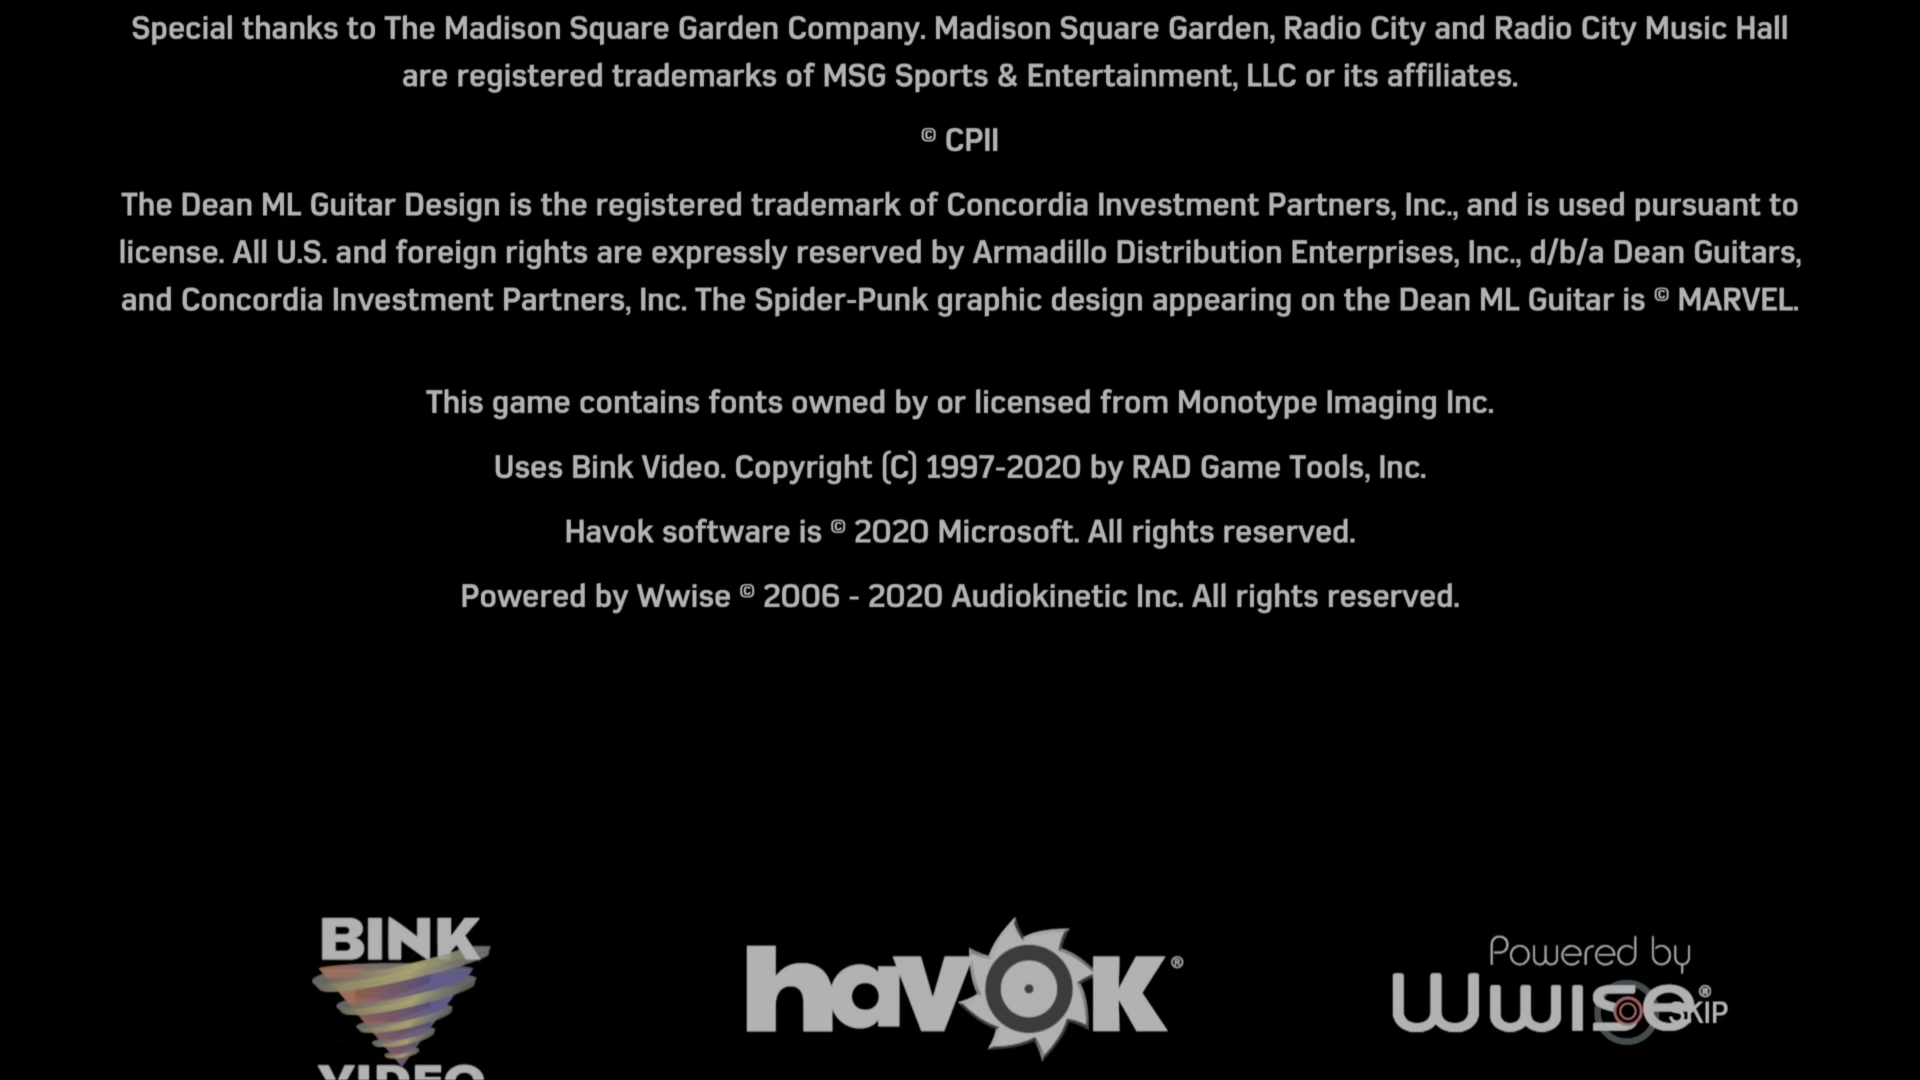 Special thanks to The Madison Square Garden Company. Madison Square Garden, Radio City and Radio City Music Hall
are registered trademarks of MSG Sports & Entertainment, LLC or its affiliates.
© CPII
The Dean ML Guitar Design is the registered trademark of Concordia Investment Partners, Inc., and is used pursuant to
license. All U.S. and foreign rights are expressly reserved by Armadillo Distribution Enterprises, Inc., d/b/a Dean Guitars,
and Concordia Investment Partners, Inc. The Spider-Punk graphic design appearing on the Dean ML Guitar is © MARVEL.
This game contains fonts owned by or licensed from Monotype Imaging Inc.
Uses Bink Video. Copyright (C) 1997-2020 by RAD Game Tools, Inc.
Havok software is © 2020 Microsoft. All rights reserved.
Powered by Wwise © 2006 - 2020 Audiokinetic Inc. All rights reserved.
BINK
VIDEO
havok®
Powered by
Wwise®
SKIP